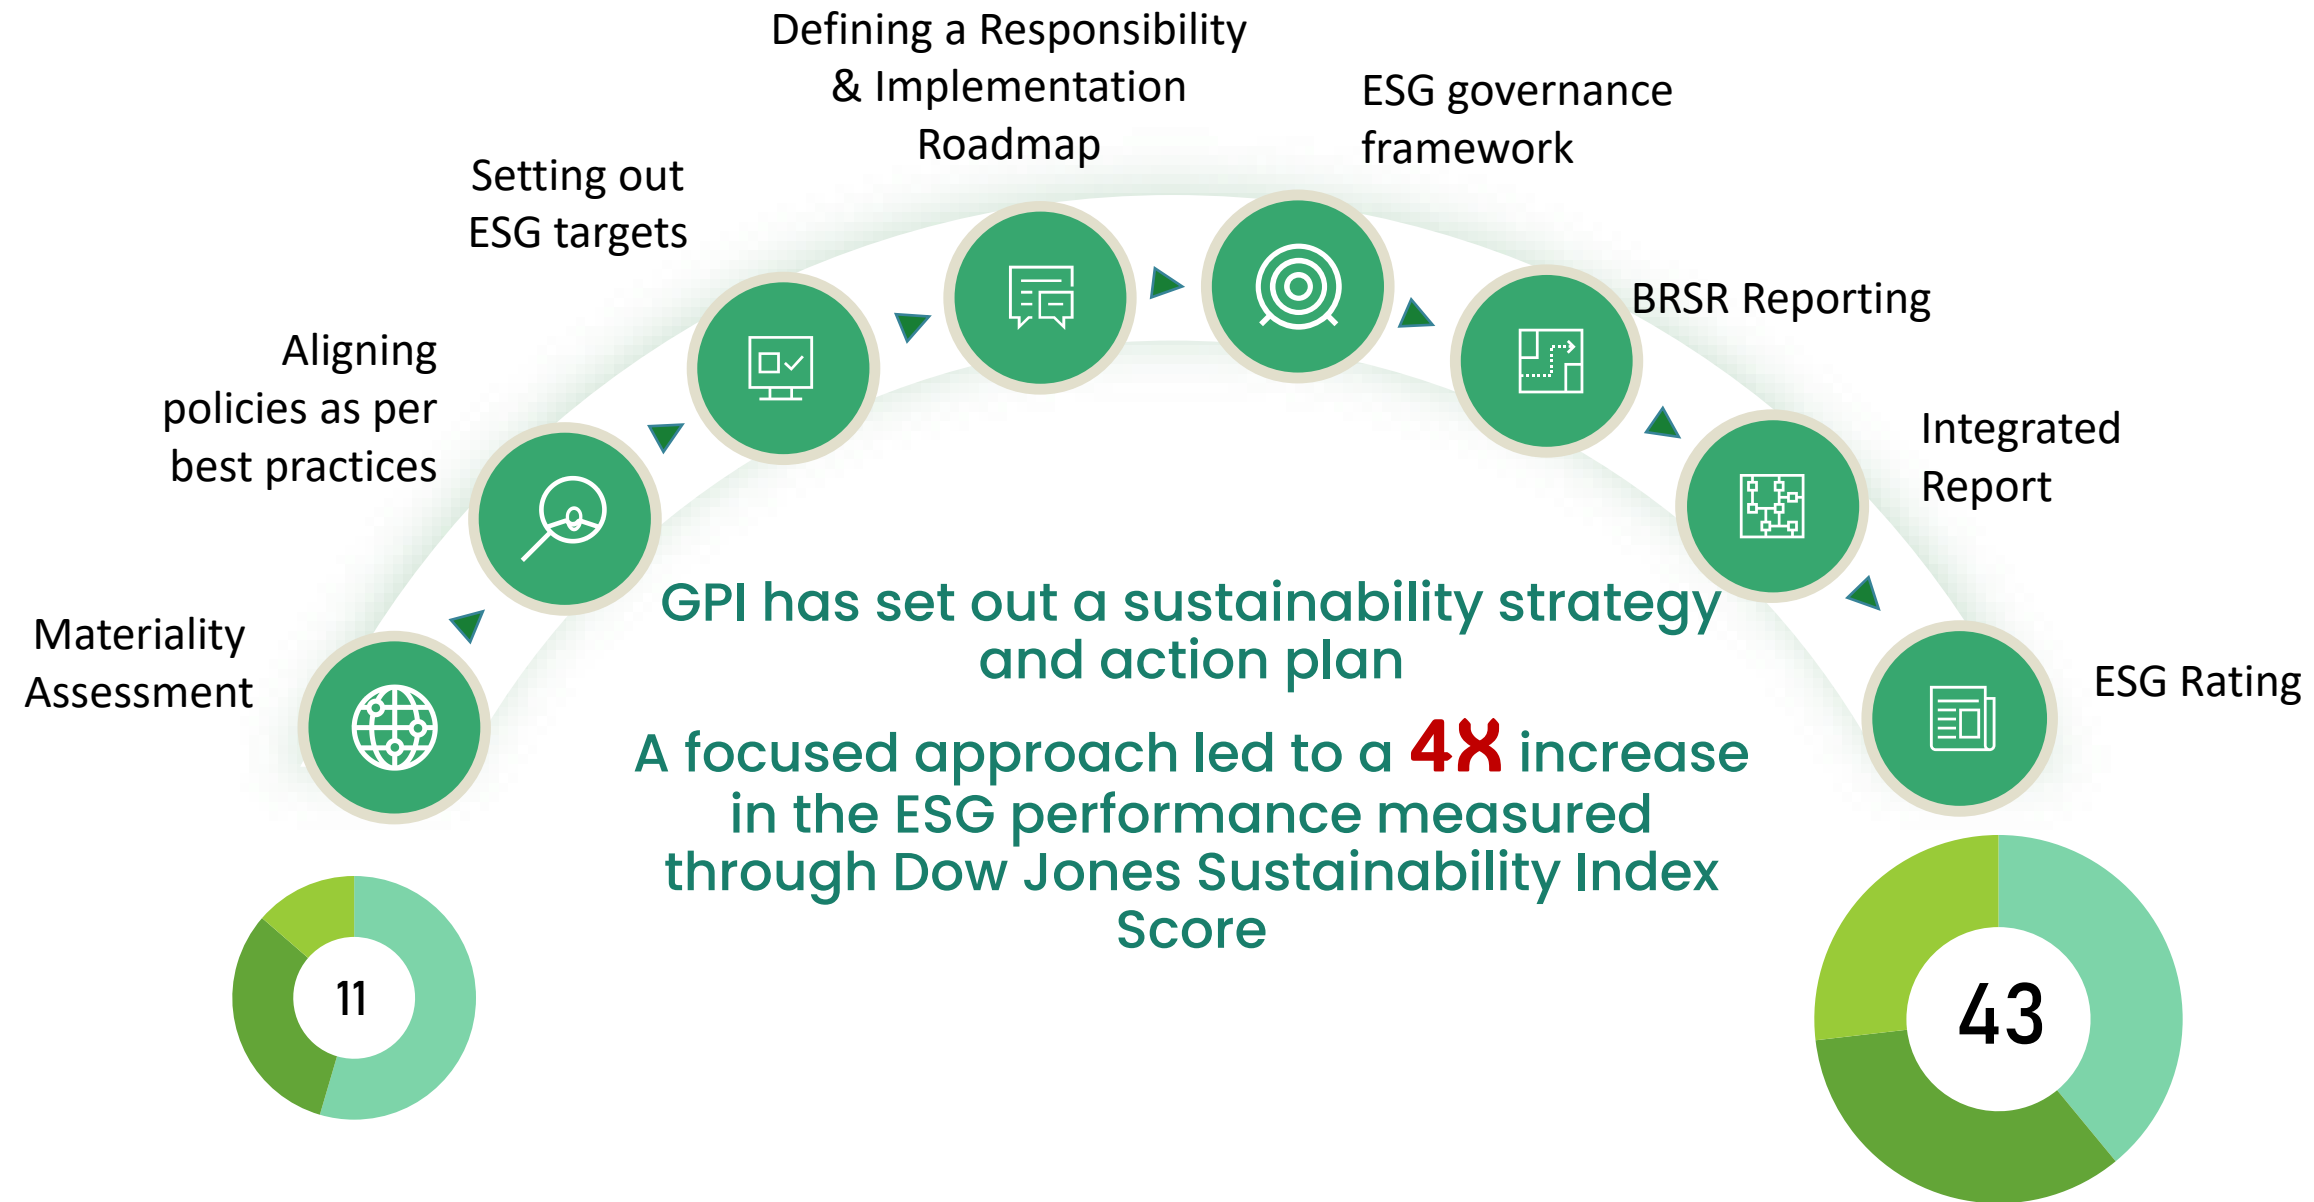 Defining a Responsibility
& Implementation
Roadmap
ESG governance
framework
Setting out
ESG targets
BRSR Reporting
Aligning
policies as per
best practices
Integrated
Report
Materiality
Assessment
ESG Rating
GPI has set out a sustainability strategy
and action plan
A focused approach led to a 4X increase
in the ESG performance measured
through Dow Jones Sustainability Index
Score
11
43